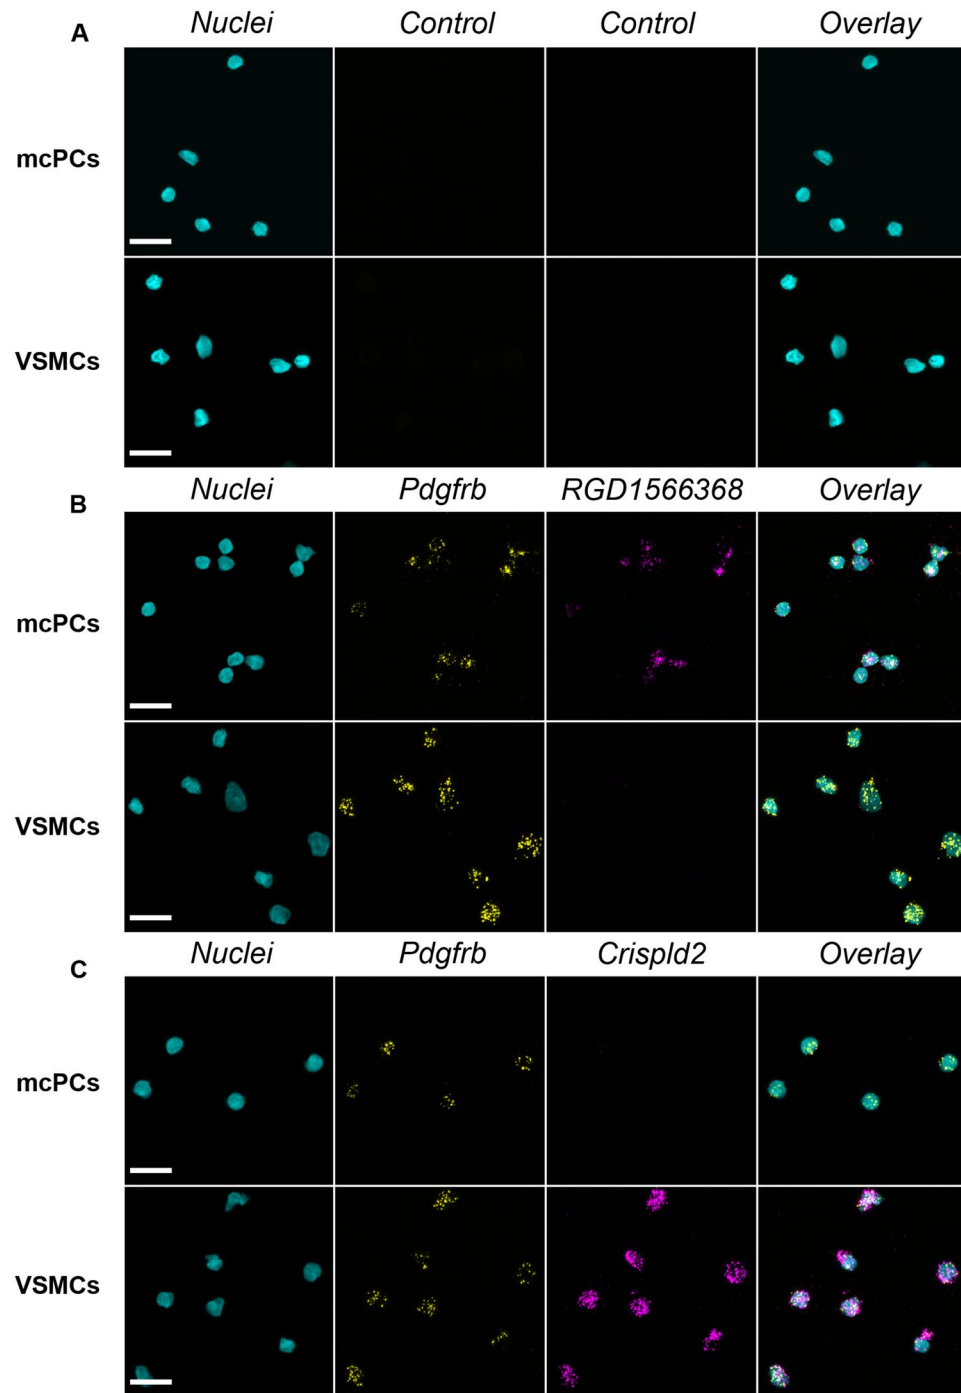 A Nuclei Control Control Overlay
mcPCs
VSMCs
B Nuclei Pdgfrb RGD1566368 Overlay
mcPCs
VSMCs
C Nuclei Pdgfrb Crispld2 Overlay
mcPCs
VSMCs